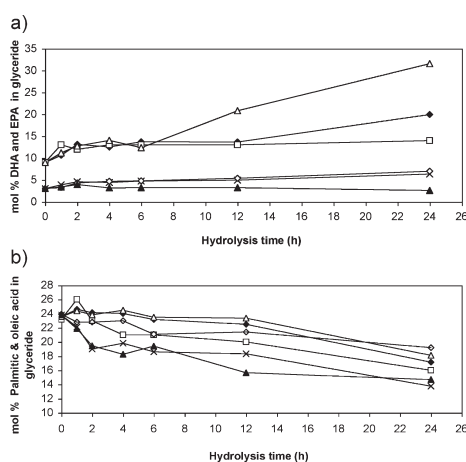 a)
mol % DHA and EPA in glyceride
35
30
25
20
15
10
5
0
0 2 4 6 8 10 12 14 16 18 20 22 24 26
Hydrolysis time (h)
b)
mol % Palmitic & oleic acid in
glyceride
28
26
24
22
20
18
16
14
12
10
0 2 4 6 8 10 12 14 16 18 20 22 24 26
Hydrolysis time (h)